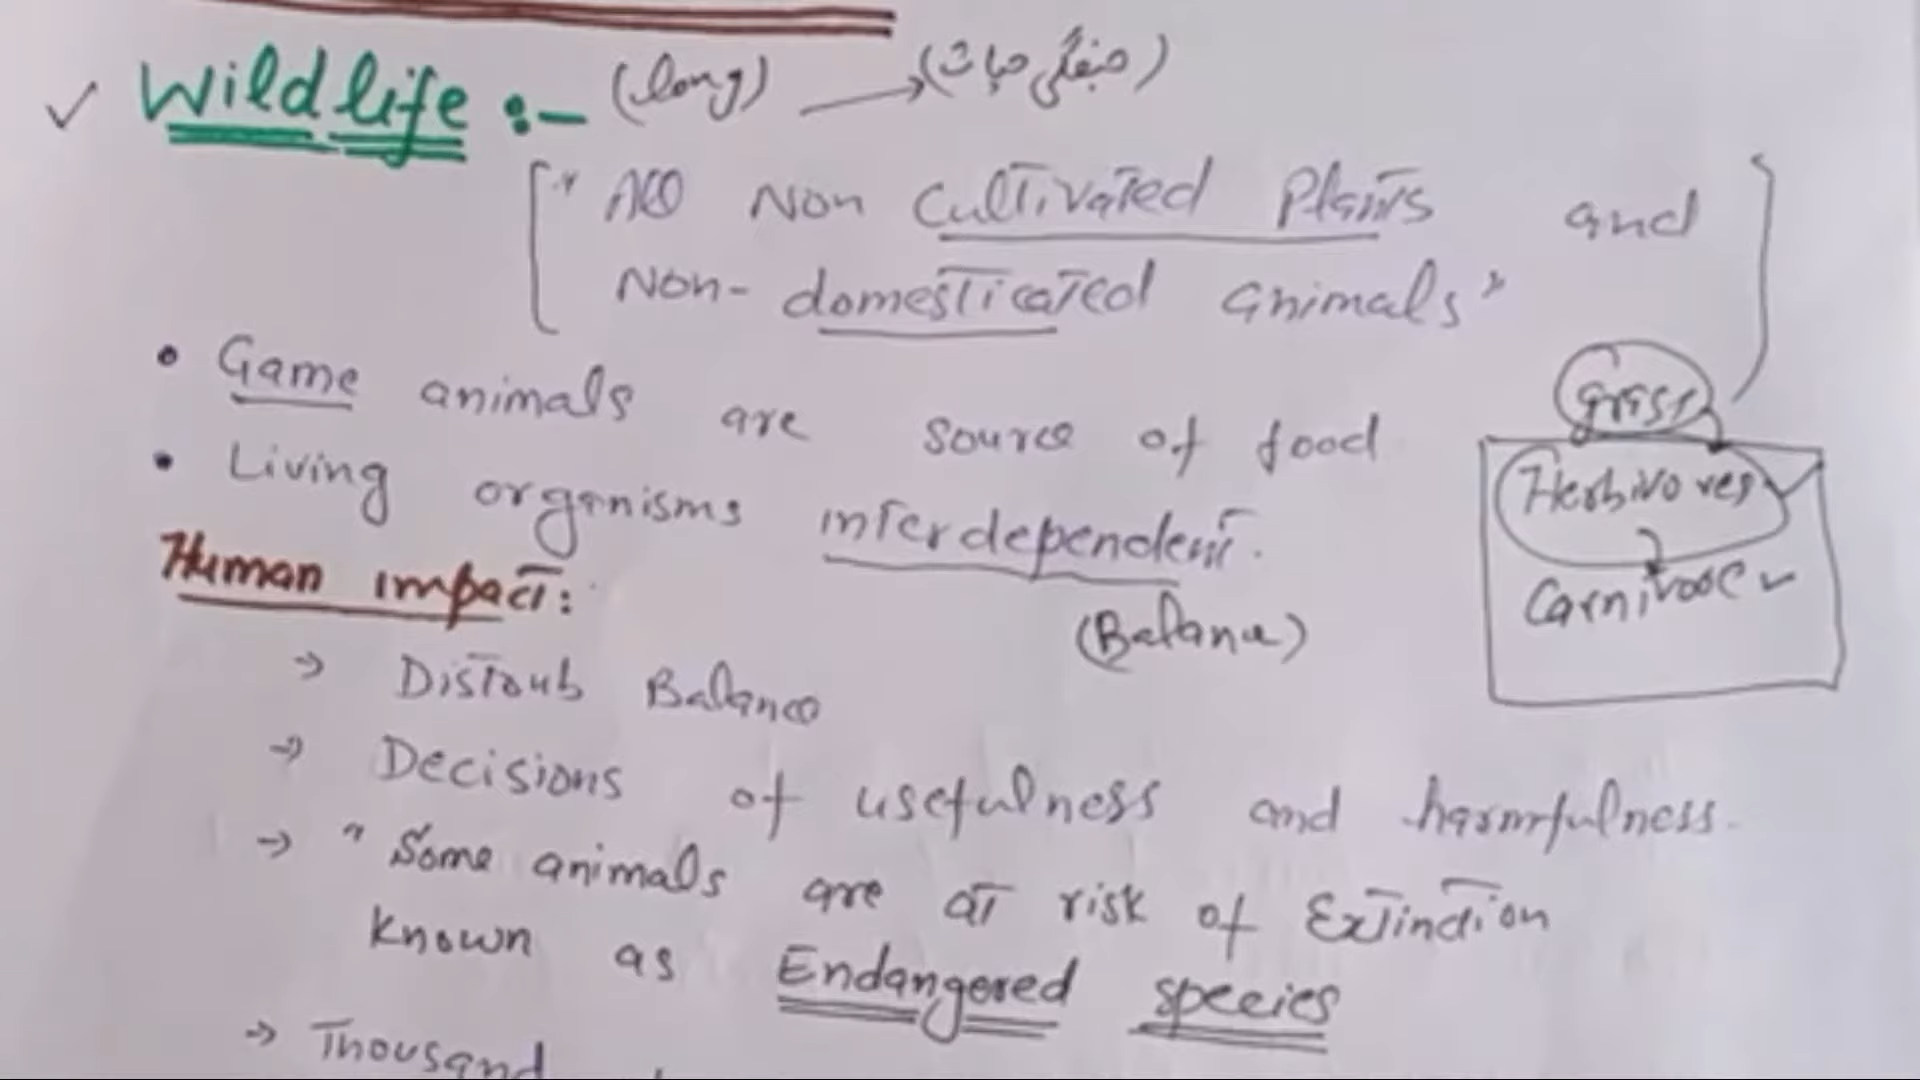 Wildlife :- (long) → (جنگلی حیات)
" All Non Cultivated Plants and
Non-domesticated animals"
• Game animals are source of food
• Living organisms interdependent.
(Balance)
grass
Herbivores
Carnivore
Human impact:
→ Distourb Balance
→ Decisions of usefulness and harmfulness.
→ " Some animals are at risk of Extinction
known as Endangered species
→ Thousand